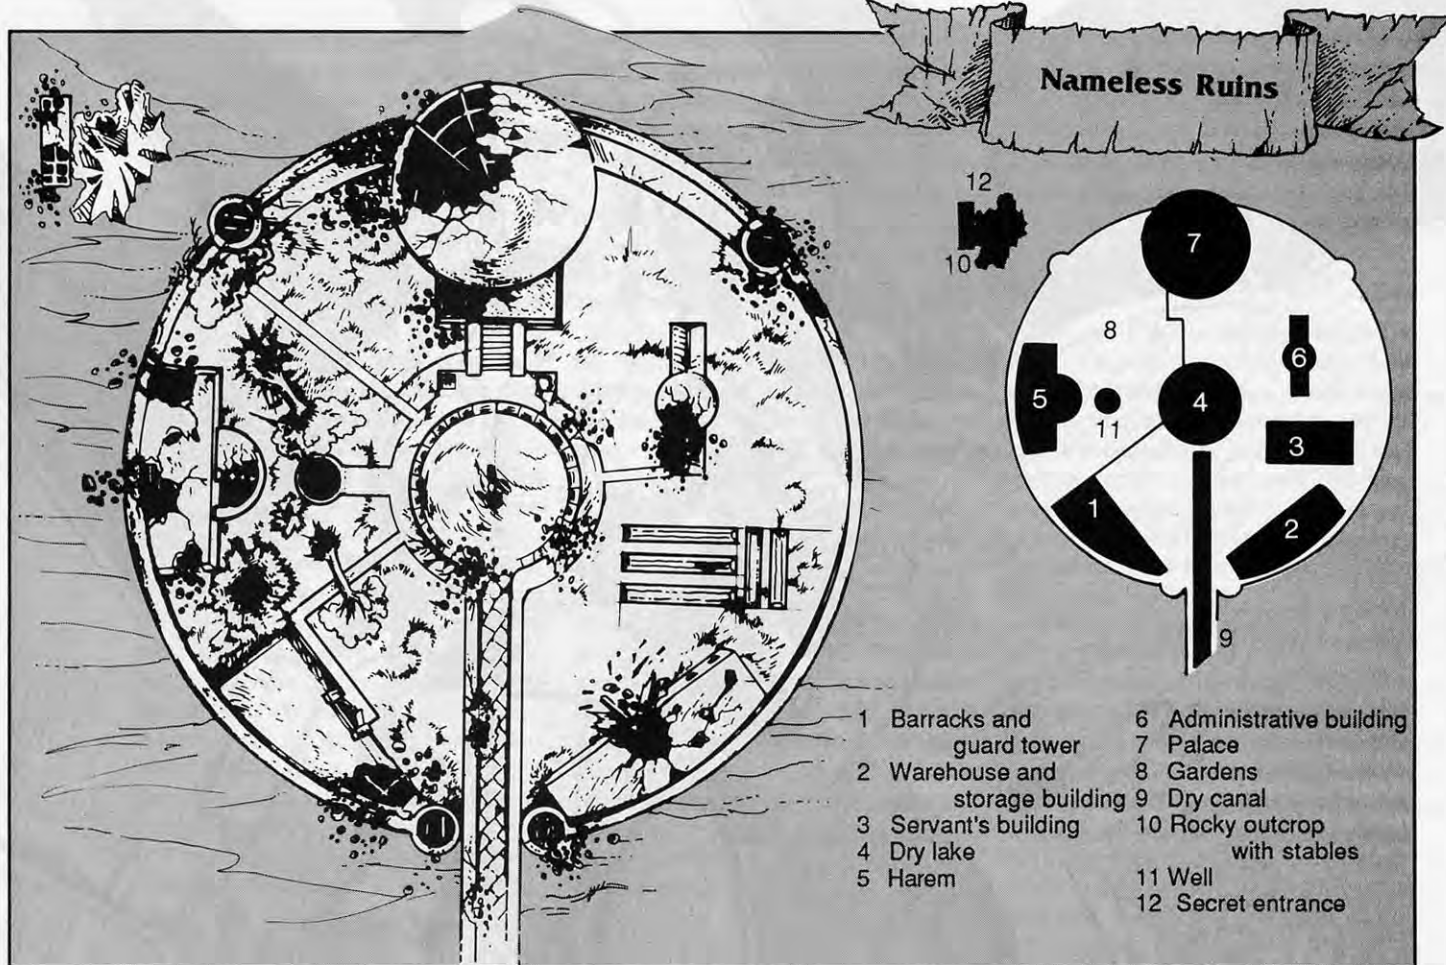 Nameless Ruins
12
10
7
8
6
5
11
4
3
1
2
9
1 Barracks and
guard tower
2 Warehouse and
storage building
3 Servant's building
4 Dry lake
5 Harem
6 Administrative building
7 Palace
8 Gardens
9 Dry canal
10 Rocky outcrop
with stables
11 Well
12 Secret entrance